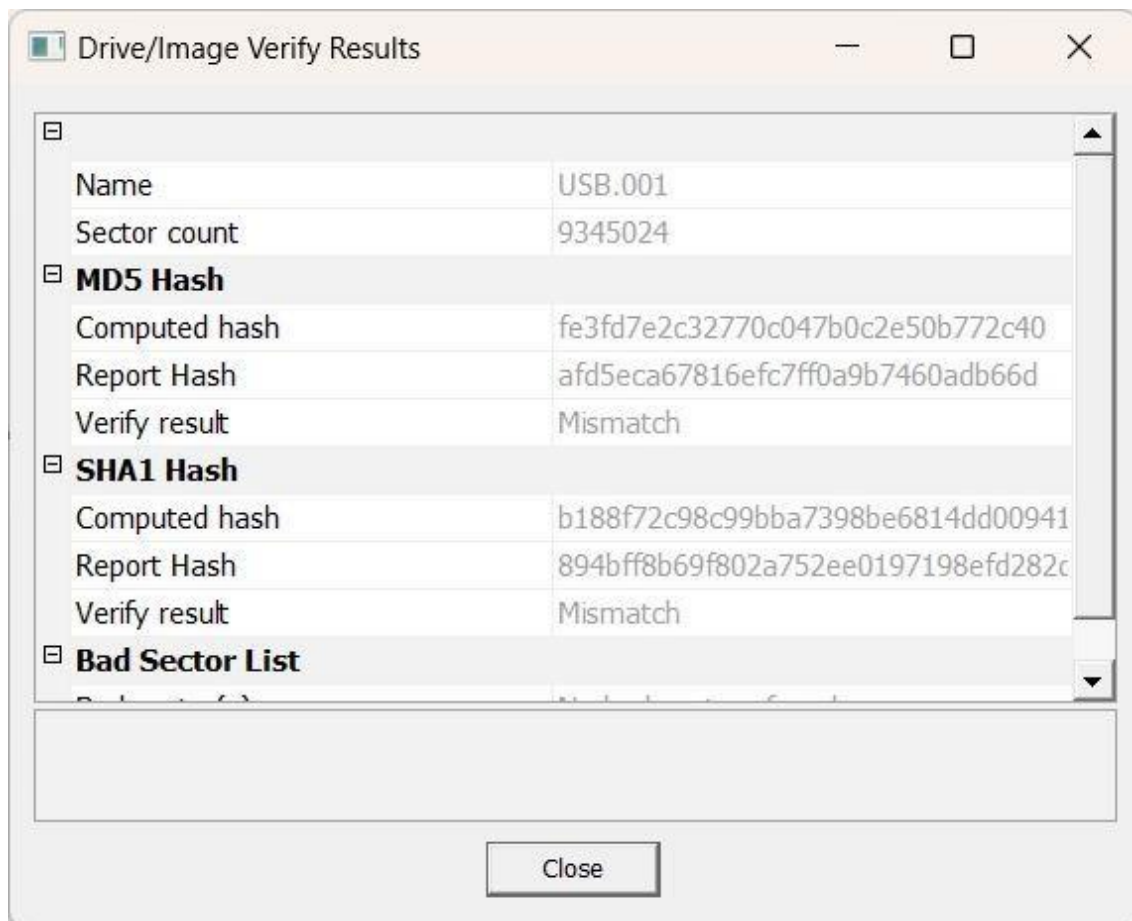 Drive/Image Verify Results
Name USB.001
Sector count 9345024
MD5 Hash
Computed hash fe3fd7e2c32770c047b0c2e50b772c40
Report Hash afd5eca67816efc7ff0a9b7460adb66d
Verify result Mismatch
SHA1 Hash
Computed hash b188f72c98c99bba7398be6814dd00941
Report Hash 894bff8b69f802a752ee0197198efd282
Verify result Mismatch
Bad Sector List
Close